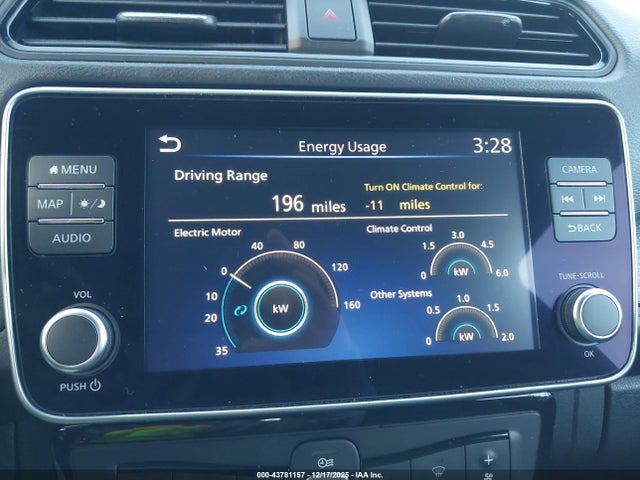 Energy Usage 3:28
MENU
MAP
AUDIO
VOL
PUSH
Driving Range
196 miles
Turn ON Climate Control for:
-11 miles
Electric Motor
40 80
0 120
10
20 160
35
kW
Climate Control
3.0
1.5 4.5
0 kW 6.0
Other Systems
1.0
0.5 1.5
0 kW 2.0
CAMERA
BACK
TUNE·SCROLL
OK
000-43781157 - 12/17/2025 - IAA Inc.